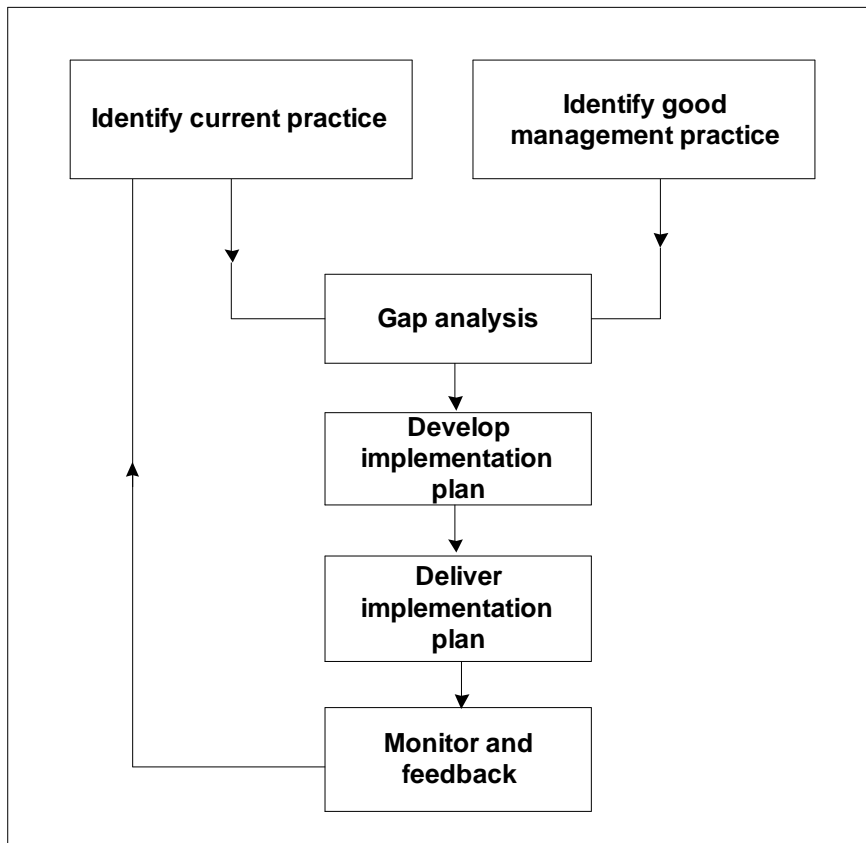 Identify current practice
Identify good
management practice
Gap analysis
Develop
implementation
plan
Deliver
implementation
plan
Monitor and
feedback